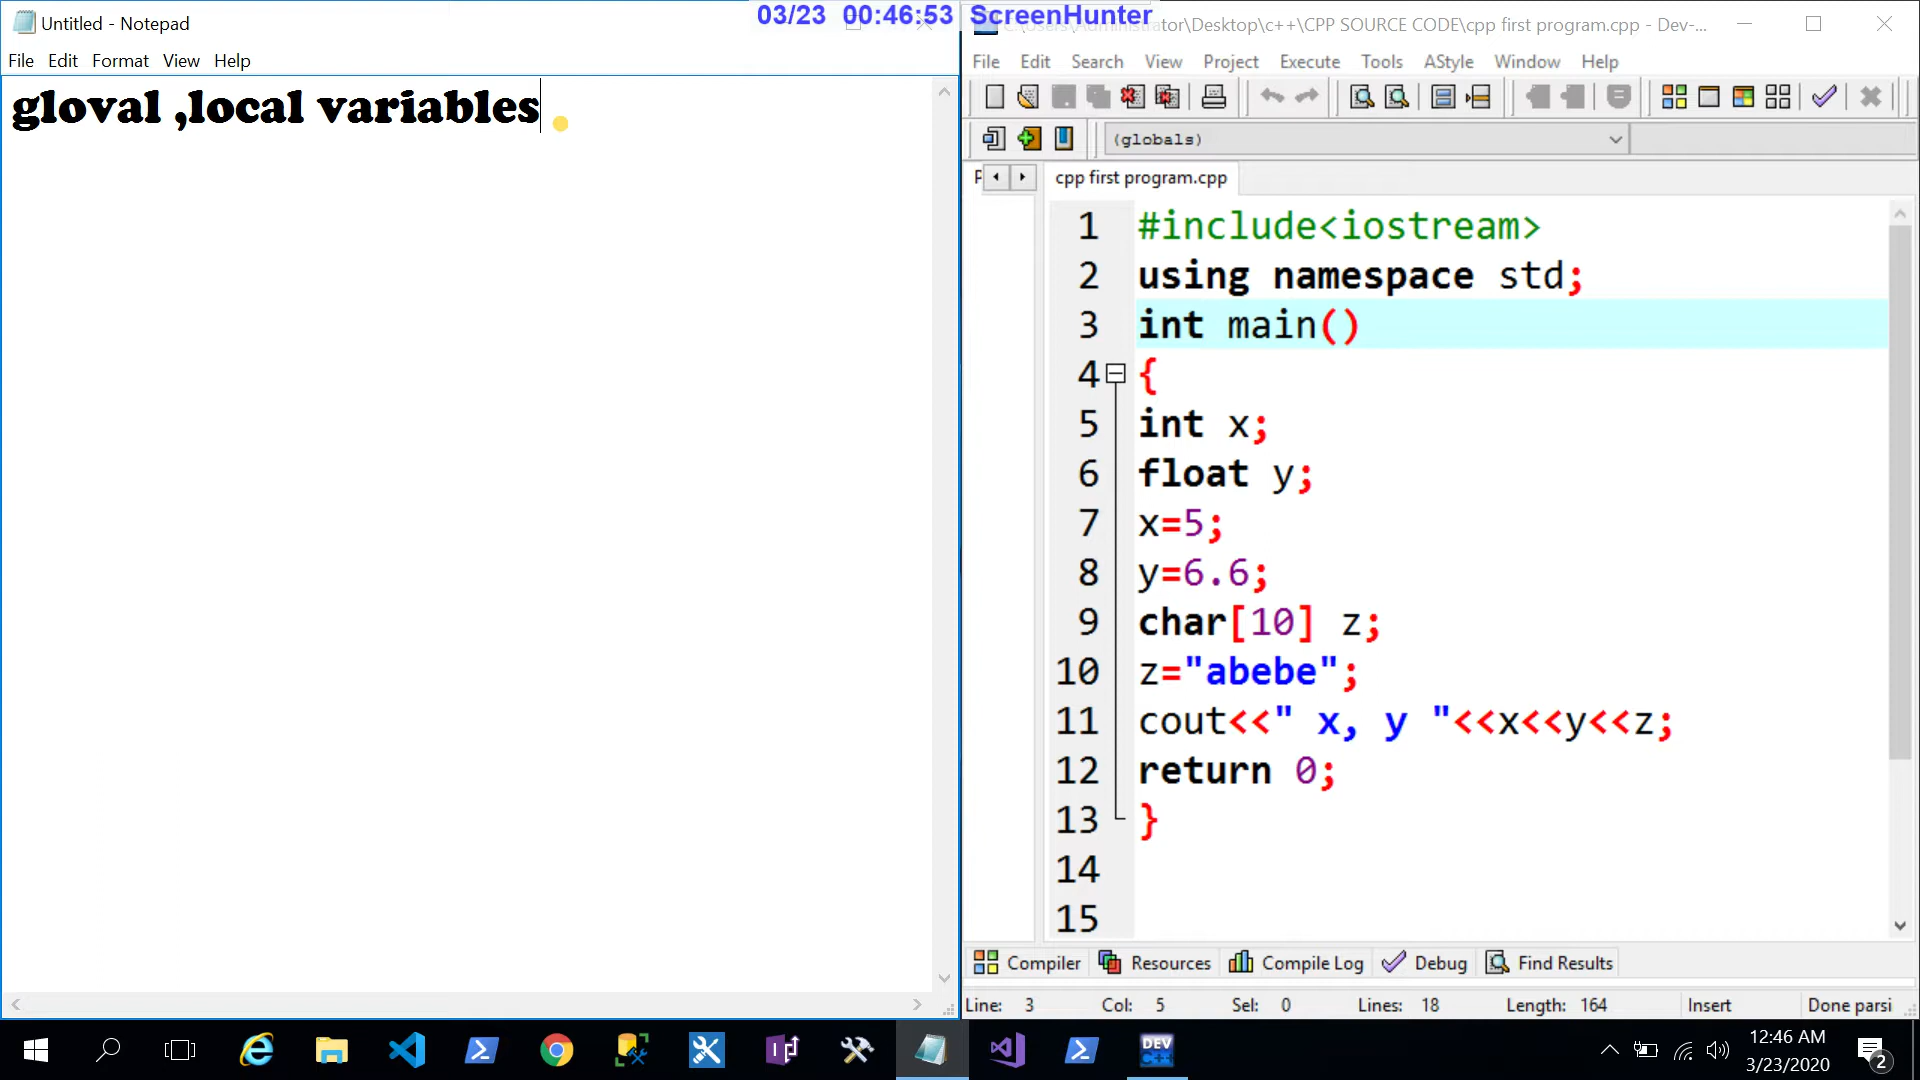 Untitled - Notepad
03/23 00:46:53 ScreenHunter
File Edit Format View Help
gloval ,local variables
istrator\Desktop\c++\CPP SOURCE CODE\cpp first program.cpp - Dev-...
File Edit Search View Project Execute Tools AStyle Window Help
(globals)
cpp first program.cpp
1 #include<iostream>
2 using namespace std;
3 int main()
4 {
5 int x;
6 float y;
7 x=5;
8 y=6.6;
9 char[10] z;
10 z="abebe";
11 cout<<" x, y "<<x<<y<<z;
12 return 0;
13 }
14
15
Compiler Resources Compile Log Debug Find Results
Line: 3 Col: 5 Sel: 0 Lines: 18 Length: 164 Insert Done parsi
DEV C++
12:46 AM
3/23/2020
2